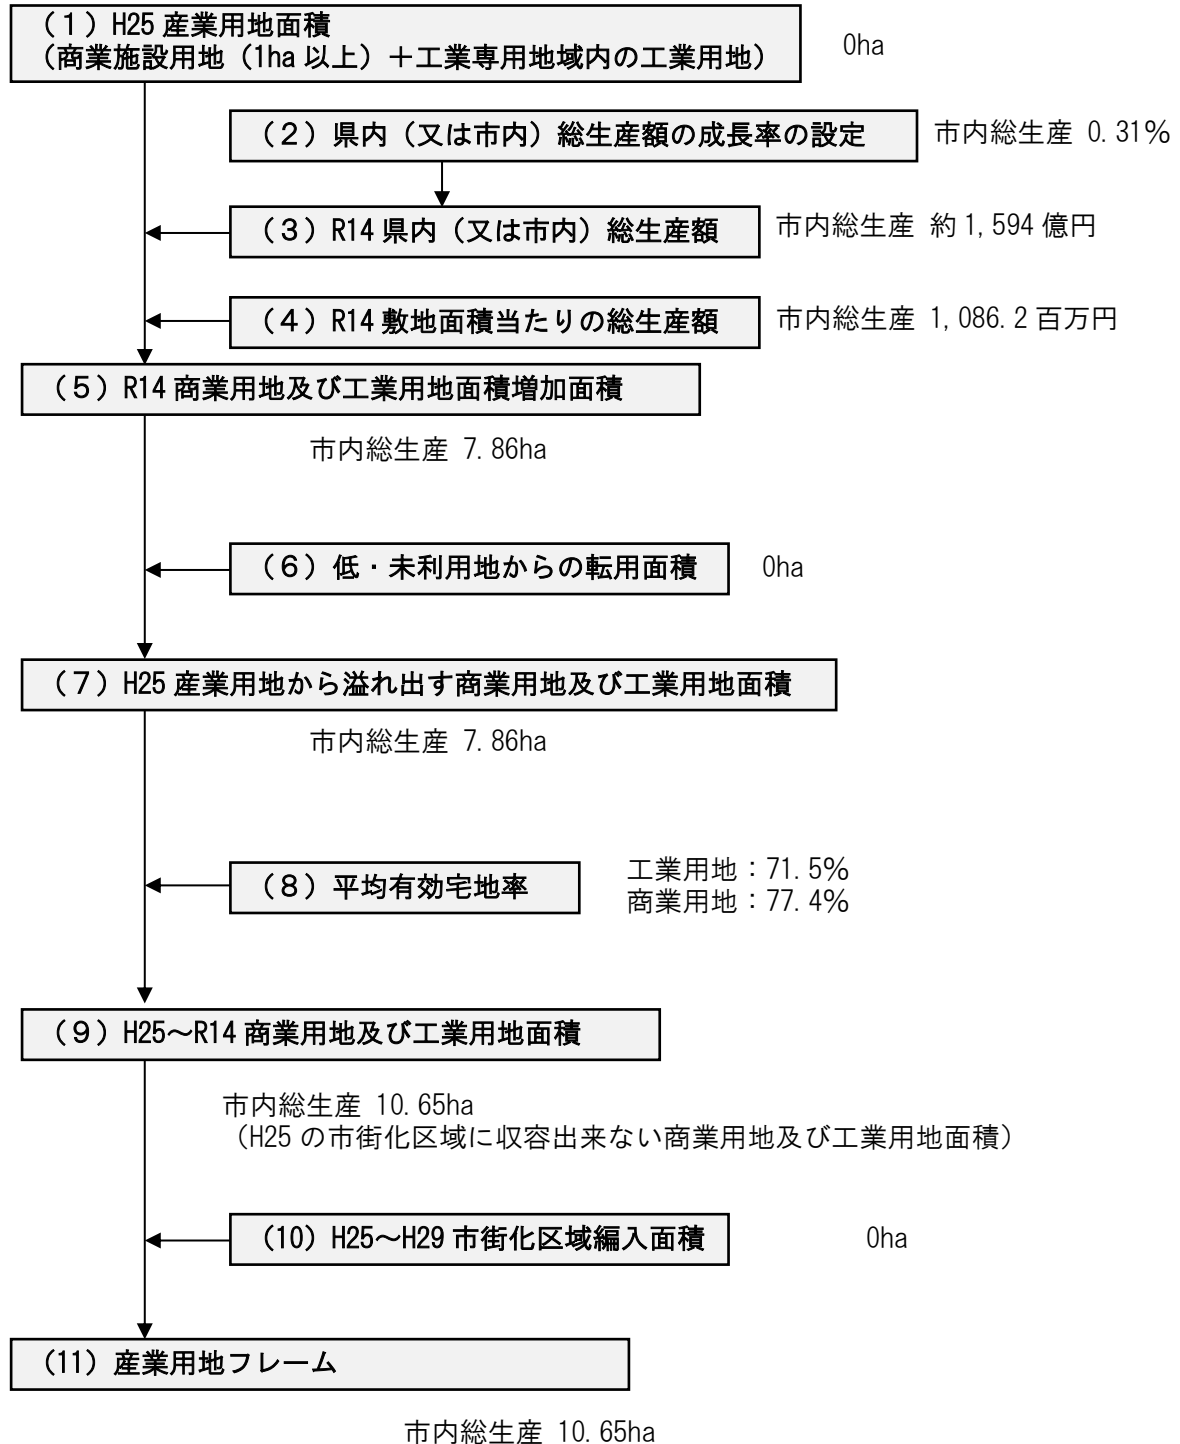 （１）H25 産業用地面積
（商業施設用地（1ha 以上）＋工業専用地域内の工業用地）
0ha
（２）県内（又は市内）総生産額の成長率の設定
市内総生産 0.31％
（３）R14 県内（又は市内）総生産額
市内総生産 約 1,594 億円
（４）R14 敷地面積当たりの総生産額
市内総生産 1,086.2 百万円
（５）R14 商業用地及び工業用地面積増加面積
市内総生産 7.86ha
（６）低・未利用地からの転用面積
0ha
（７）H25 産業用地から溢れ出す商業用地及び工業用地面積
市内総生産 7.86ha
（８）平均有効宅地率
工業用地：71.5％
商業用地：77.4％
（９）H25～R14 商業用地及び工業用地面積
市内総生産 10.65ha
（H25 の市街化区域に収容出来ない商業用地及び工業用地面積）
（10）H25～H29 市街化区域編入面積
0ha
（11）産業用地フレーム
市内総生産 10.65ha